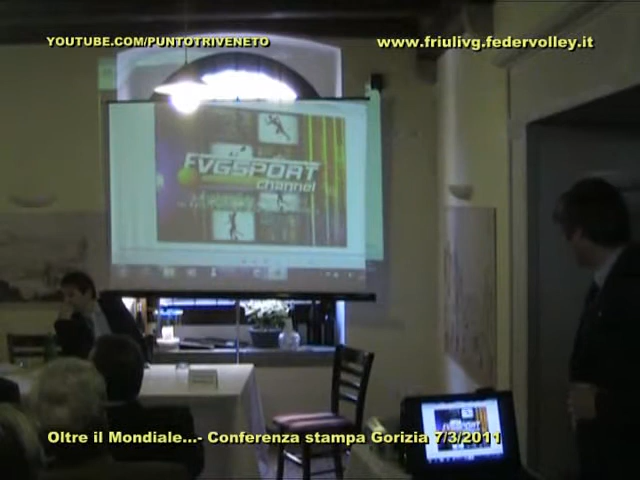 YOUTUBE.COM/PUNTOTRIVENETO
www.friulivg.federvolley.it
FVGSPORT
channel
Oltre il Mondiale...- Conferenza stampa Gorizia 7/3/2011